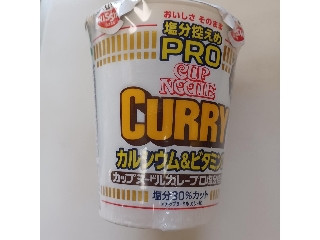 NISSIN
おいしさ そのまま
塩分控えめ
PRO
CUP
NOODLE
CURRY
カルシウム&ビタミン
カップヌードルカレープロ
塩分30%カット